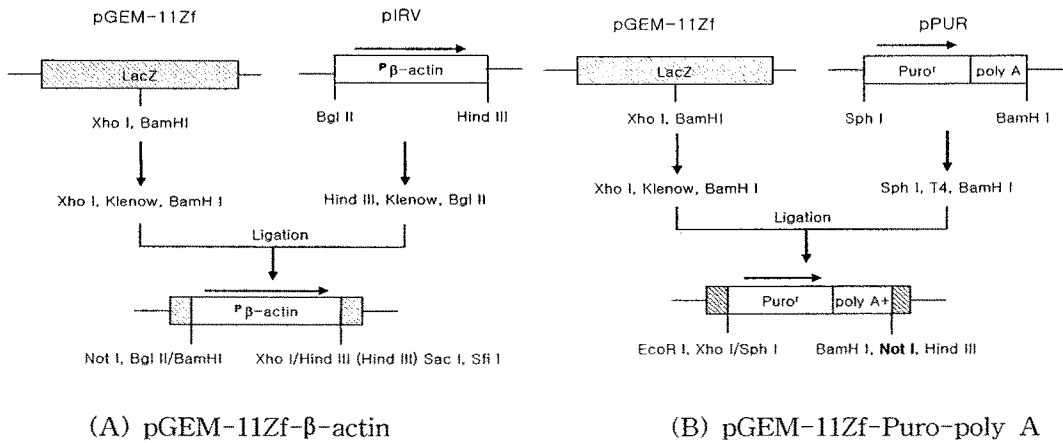 pGEM-11Zf
pIRV
LacZ
P β-actin
Xho I, BamHI
Bgl II
Hind III
Xho I, Klenow, BamH I
Hind III, Klenow, Bgl II
Ligation
P β-actin
Not I, Bgl II/BamHI
Xho I/Hind III (Hind III) Sac I, Sfi I
(A) pGEM-11Zf-β-actin
pGEM-11Zf
pPUR
LacZ
Puroʳ
poly A
Xho I, BamHI
Sph I
BamH I
Xho I, Klenow, BamH I
Sph I, T4, BamH I
Ligation
Puroʳ
poly A+
EcoR I, Xho I/Sph I
BamH I, Not I, Hind III
(B) pGEM-11Zf-Puro-poly A